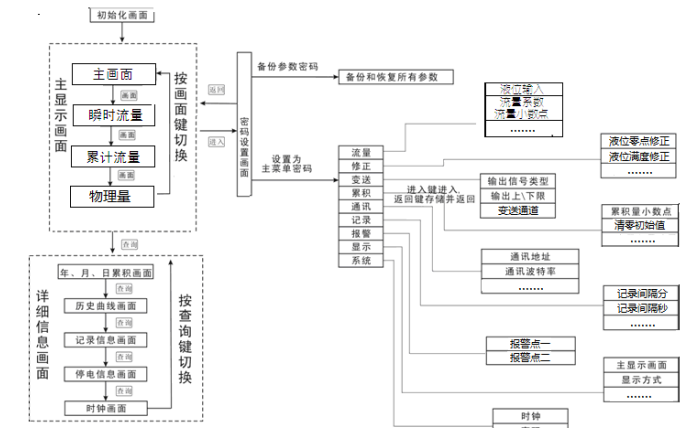 初始化画面
主显示画面
主画面
画面
瞬时流量
画面
累计流量
画面
物理量
按画面键切换
返回
进入
密码设置画面
备份参数密码
备份和恢复所有参数
设置为
主菜单密码
流量
修正
变送
累积
通讯
记录
报警
显示
系统
进入键进入,
返回键存储并返回
液位输入
流量系数
流量小数点
.......
液位零点修正
液位满度修正
.......
输出信号类型
输出上\下限
变送通道
累积量小数点
清零初始值
.......
通讯地址
通讯波特率
.......
记录间隔分
记录间隔秒
.......
报警点一
报警点二
主显示画面
显示方式
.......
时钟
查询
详细信息画面
年、月、日累积画面
查询
历史曲线画面
查询
记录信息画面
查询
停电信息画面
查询
时钟画面
按查询键切换